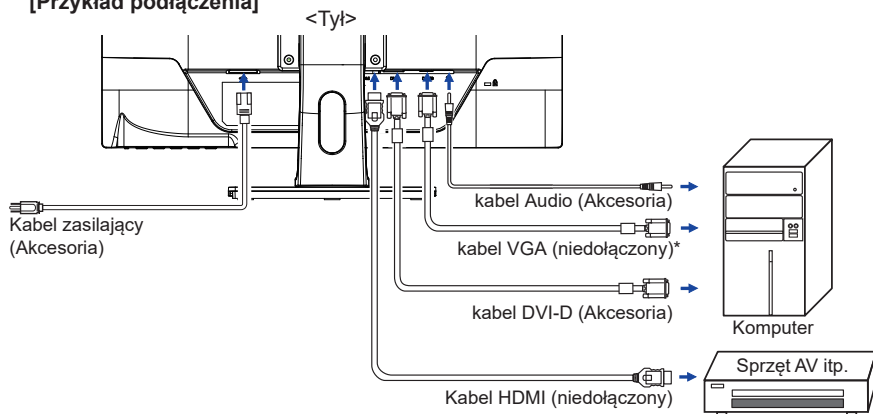 [Przykład podłączenia]
<Tył>
kabel Audio (Akcesoria)
Kabel zasilający
(Akcesoria)
kabel VGA (niedołączony)*
kabel DVI-D (Akcesoria)
Komputer
Sprzęt AV itp.
Kabel HDMI (niedołączony)